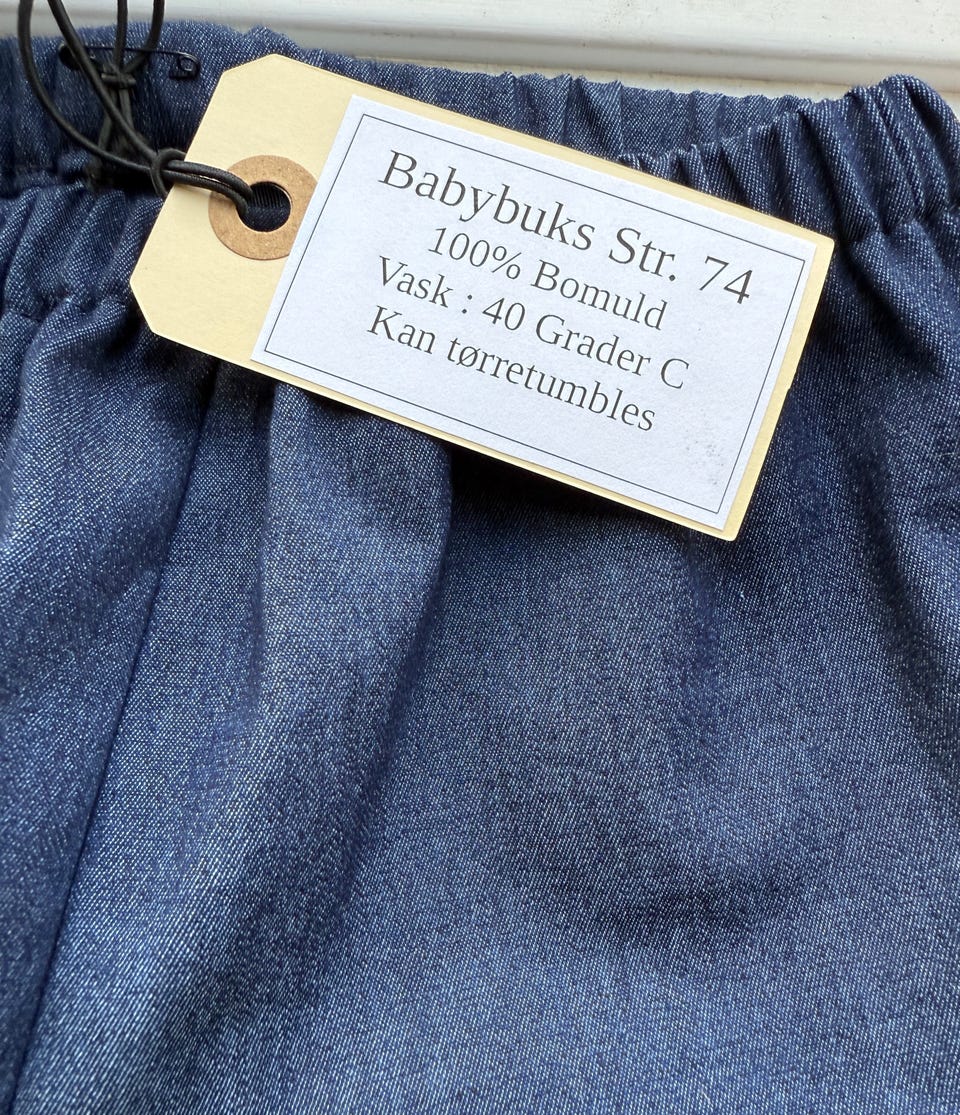 Babybuks Str. 74
100% Bomuld
Vask : 40 Grader C
Kan tørretumbles